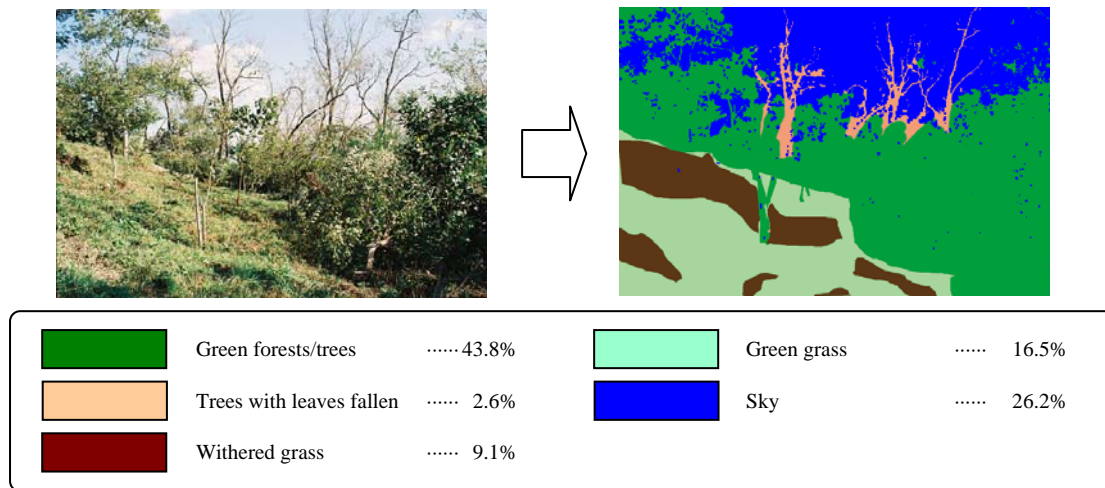 Green forests/trees ······ 43.8%
Green grass ······ 16.5%
Trees with leaves fallen ······ 2.6%
Sky ······ 26.2%
Withered grass ······ 9.1%